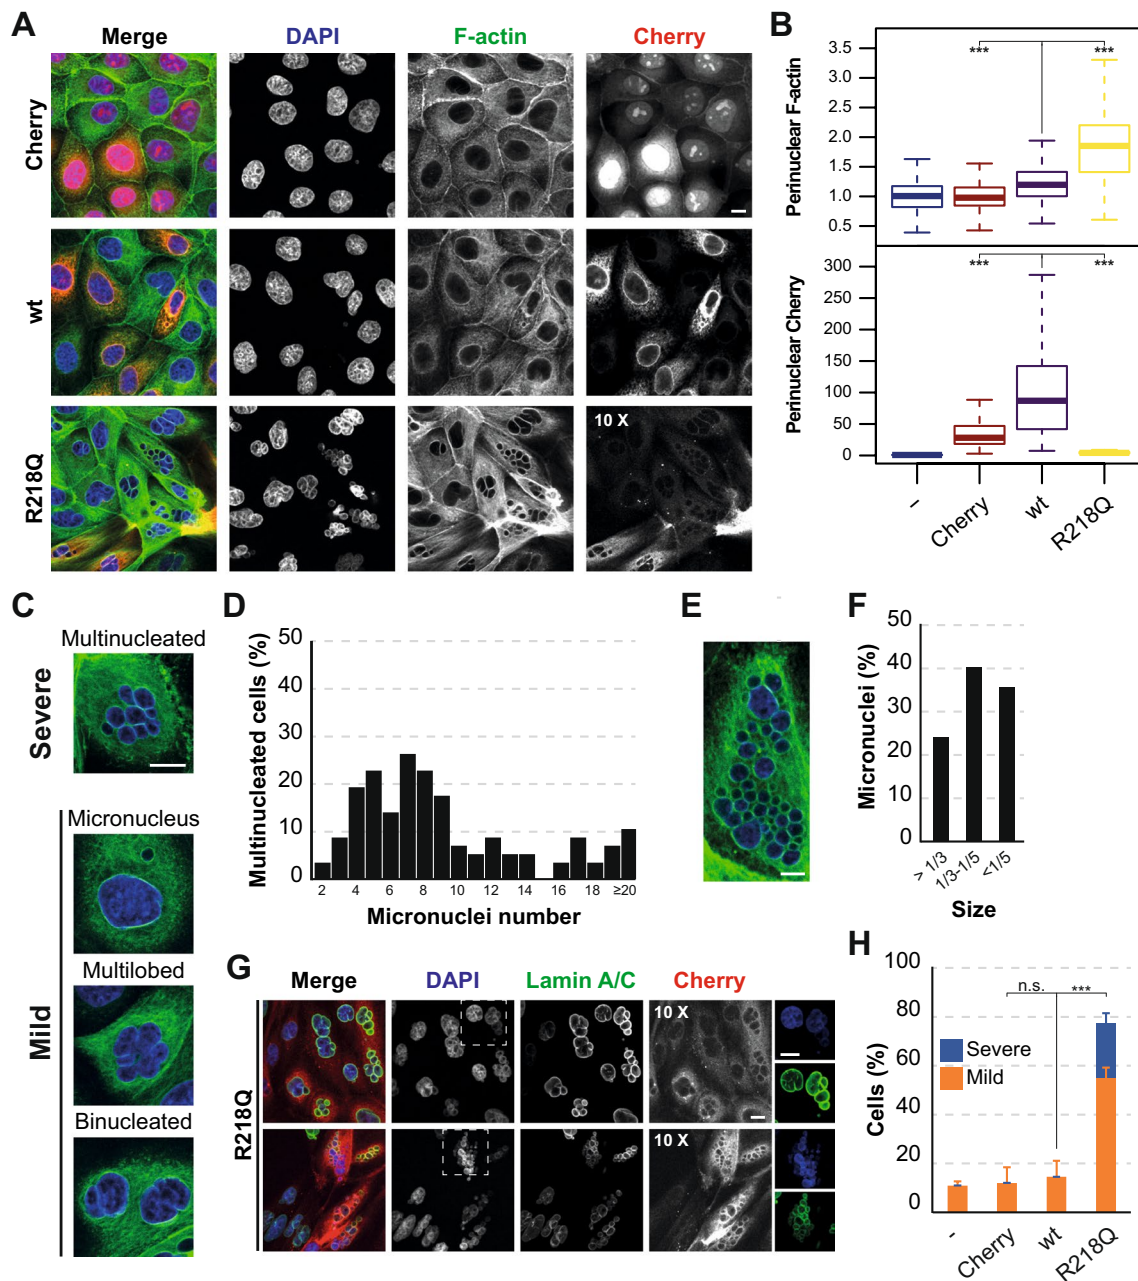 A
Merge
DAPI
F-actin
Cherry
Cherry
wt
R218Q
10 X
B
Perinuclear F-actin
3.5
3.0
2.5
2.0
1.5
1.0
0.5
***
***
Perinuclear Cherry
300
250
200
150
100
50
0
***
***
–
Cherry
wt
R218Q
C
Severe
Multinucleated
Mild
Micronucleus
Multilobed
Binucleated
D
Multinucleated cells (%)
50
40
30
20
10
0
2 4 6 8 10 12 14 16 18 ≥20
Micronuclei number
E
F
Micronuclei (%)
50
40
30
20
10
0
> 1/3
1/3-1/5
<1/5
Size
G
Merge
DAPI
Lamin A/C
Cherry
R218Q
10 X
10 X
H
Cells (%)
100
80
60
40
20
0
n.s.
***
Severe
Mild
-
Cherry
wt
R218Q